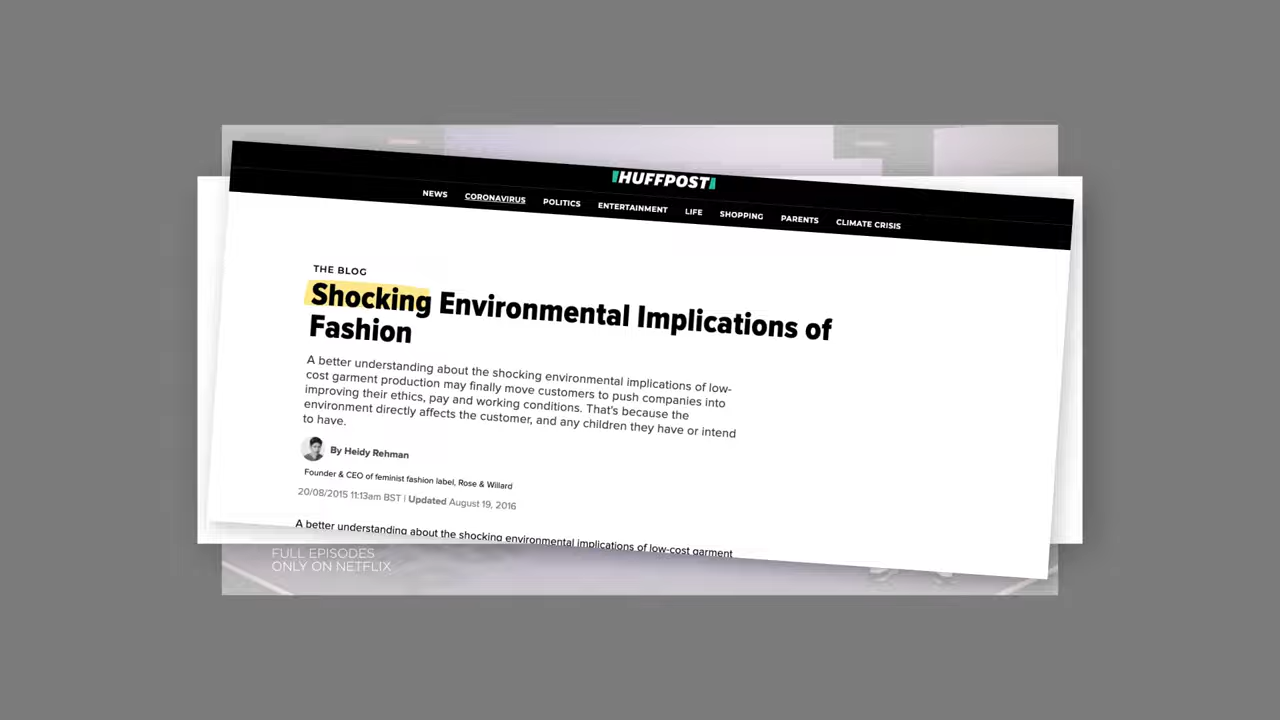 HUFFPOST
NEWS CORONAVIRUS POLITICS ENTERTAINMENT LIFE SHOPPING PARENTS CLIMATE CRISIS
THE BLOG
Shocking Environmental Implications of
Fashion
A better understanding about the shocking environmental implications of low-
cost garment production may finally move customers to push companies into
improving their ethics, pay and working conditions. That's because the
environment directly affects the customer, and any children they have or intend
to have.
By Heidy Rehman
Founder & CEO of feminist fashion label, Rose & Willard
20/08/2015 11:13am BST | Updated August 19, 2016
A better understanding about the shocking environmental implications of low-cost garment
FULL EPISODES
ONLY ON NETFLIX